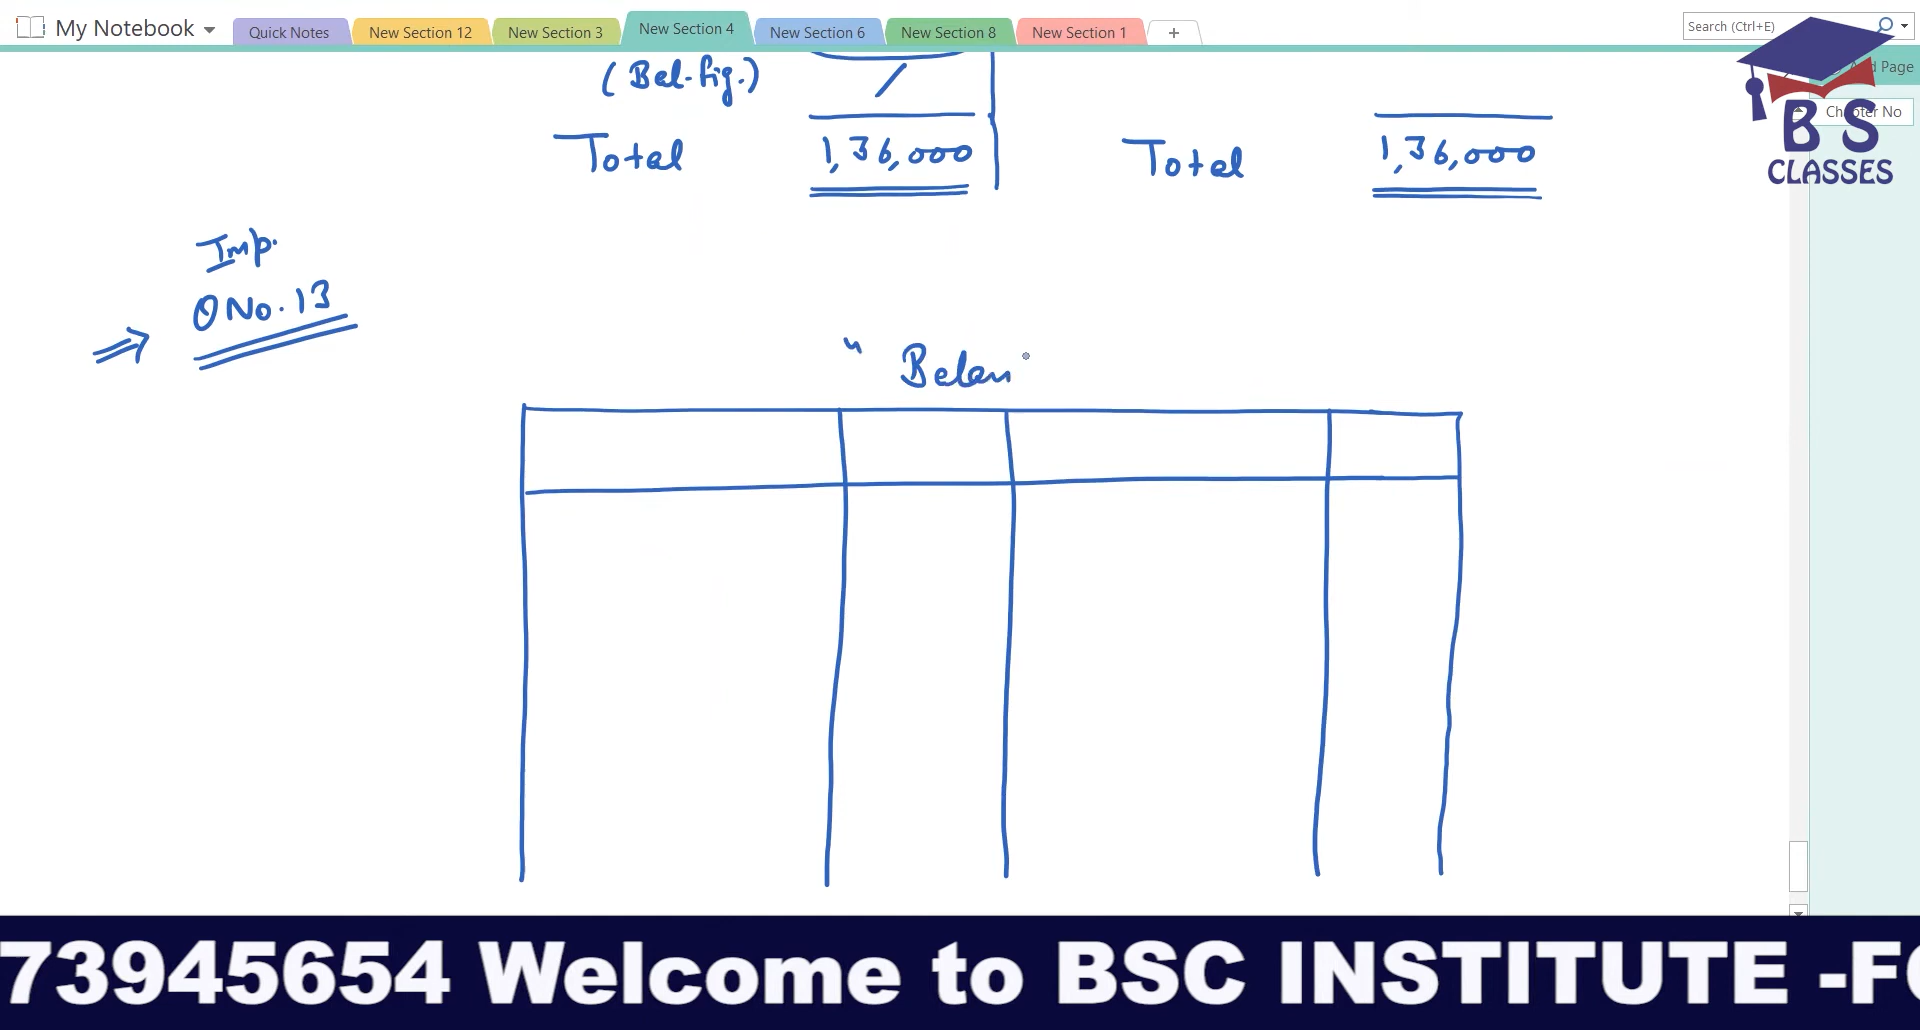 My Notebook
Quick Notes
New Section 12
New Section 3
New Section 4
New Section 6
New Section 8
New Section 1
+
Search (Ctrl+E)
Add Page
Chapter No
B S
CLASSES
(Bal-fig.)
Total 1,36,000 Total 1,36,000
Imp.
Q No. 13
" Balan
73945654 Welcome to BSC INSTITUTE -F